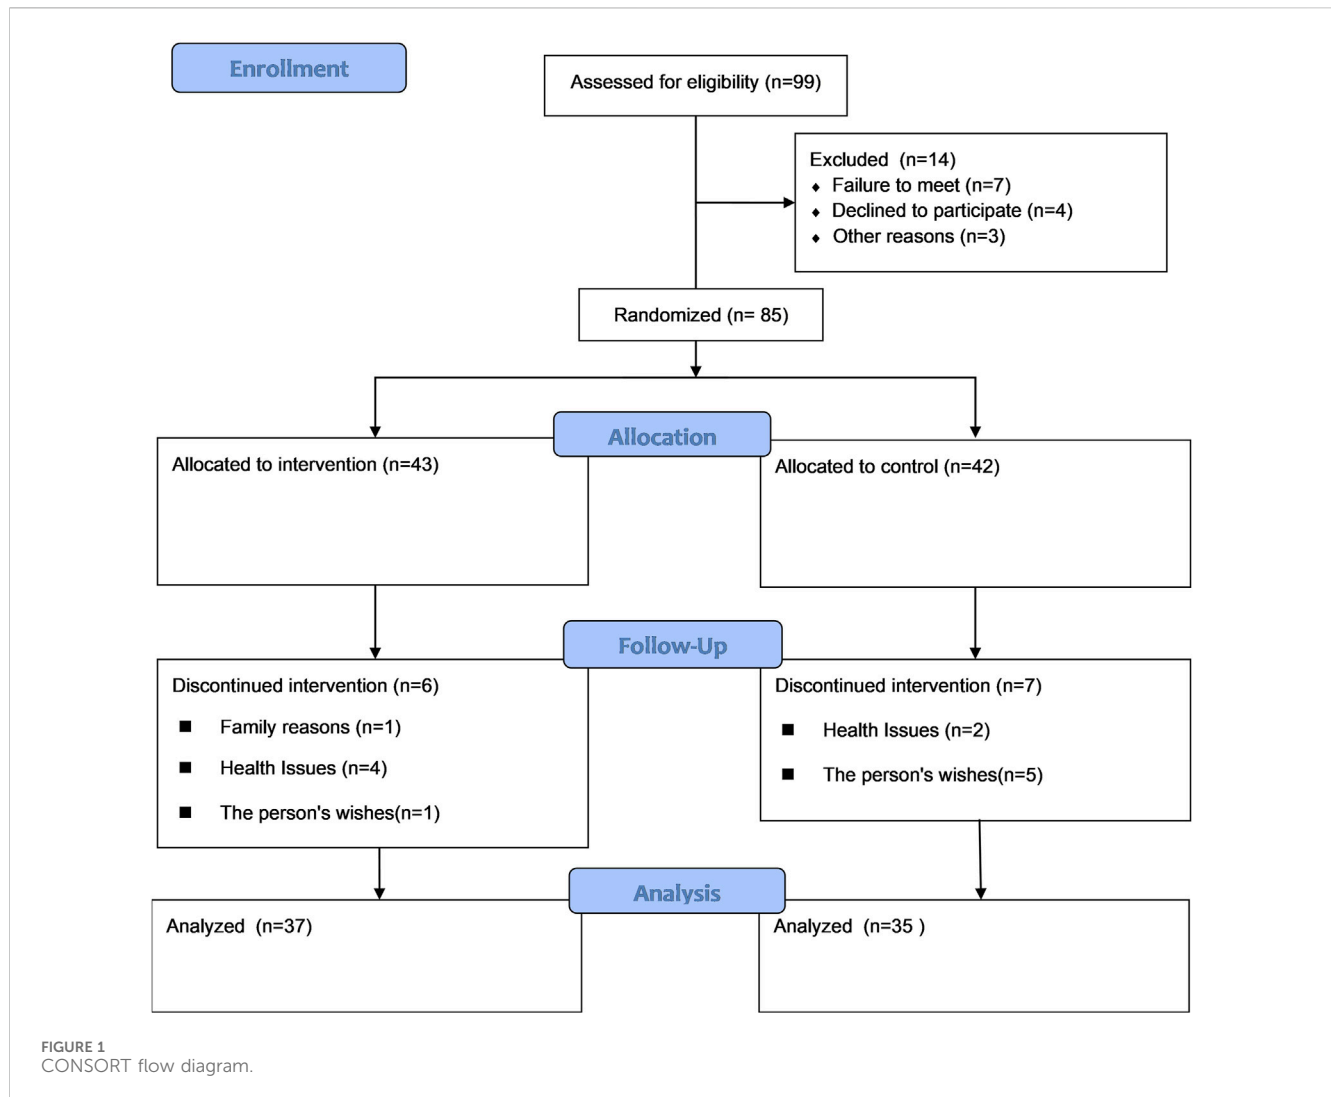 Enrollment
Assessed for eligibility (n=99)
Excluded (n=14)
♦ Failure to meet (n=7)
♦ Declined to participate (n=4)
♦ Other reasons (n=3)
Randomized (n= 85)
Allocation
Allocated to intervention (n=43)
Allocated to control (n=42)
Follow-Up
Discontinued intervention (n=6)
■ Family reasons (n=1)
■ Health Issues (n=4)
■ The person's wishes(n=1)
Discontinued intervention (n=7)
■ Health Issues (n=2)
■ The person's wishes(n=5)
Analysis
Analyzed (n=37)
Analyzed (n=35 )
FIGURE 1
CONSORT flow diagram.